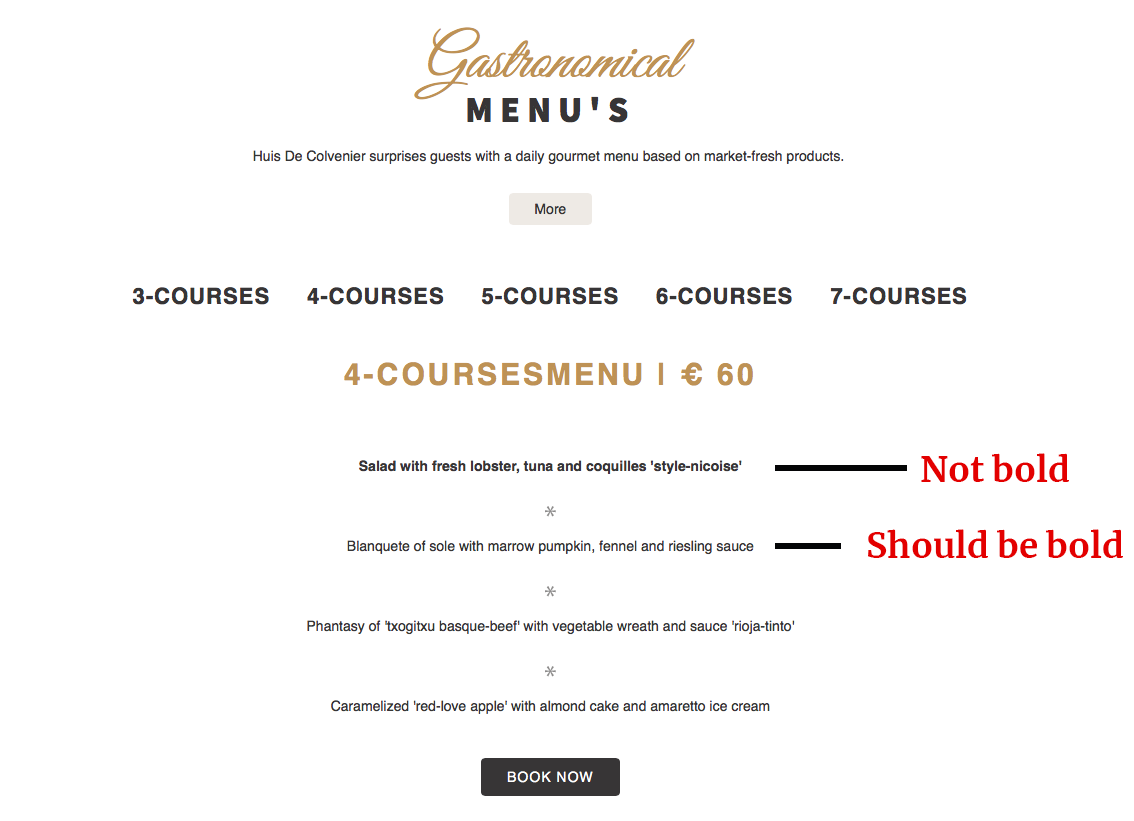 Gastronomical
MENU'S
Huis De Colvenier surprises guests with a daily gourmet menu based on market-fresh products.
More
3-COURSES 4-COURSES 5-COURSES 6-COURSES 7-COURSES
4-COURSESMENU | € 60
Salad with fresh lobster, tuna and coquilles 'style-nicoise' Not bold
*
Blanquete of sole with marrow pumpkin, fennel and riesling sauce Should be bold
*
Phantasy of 'txogitxu basque-beef' with vegetable wreath and sauce 'rioja-tinto'
*
Caramelized 'red-love apple' with almond cake and amaretto ice cream
BOOK NOW